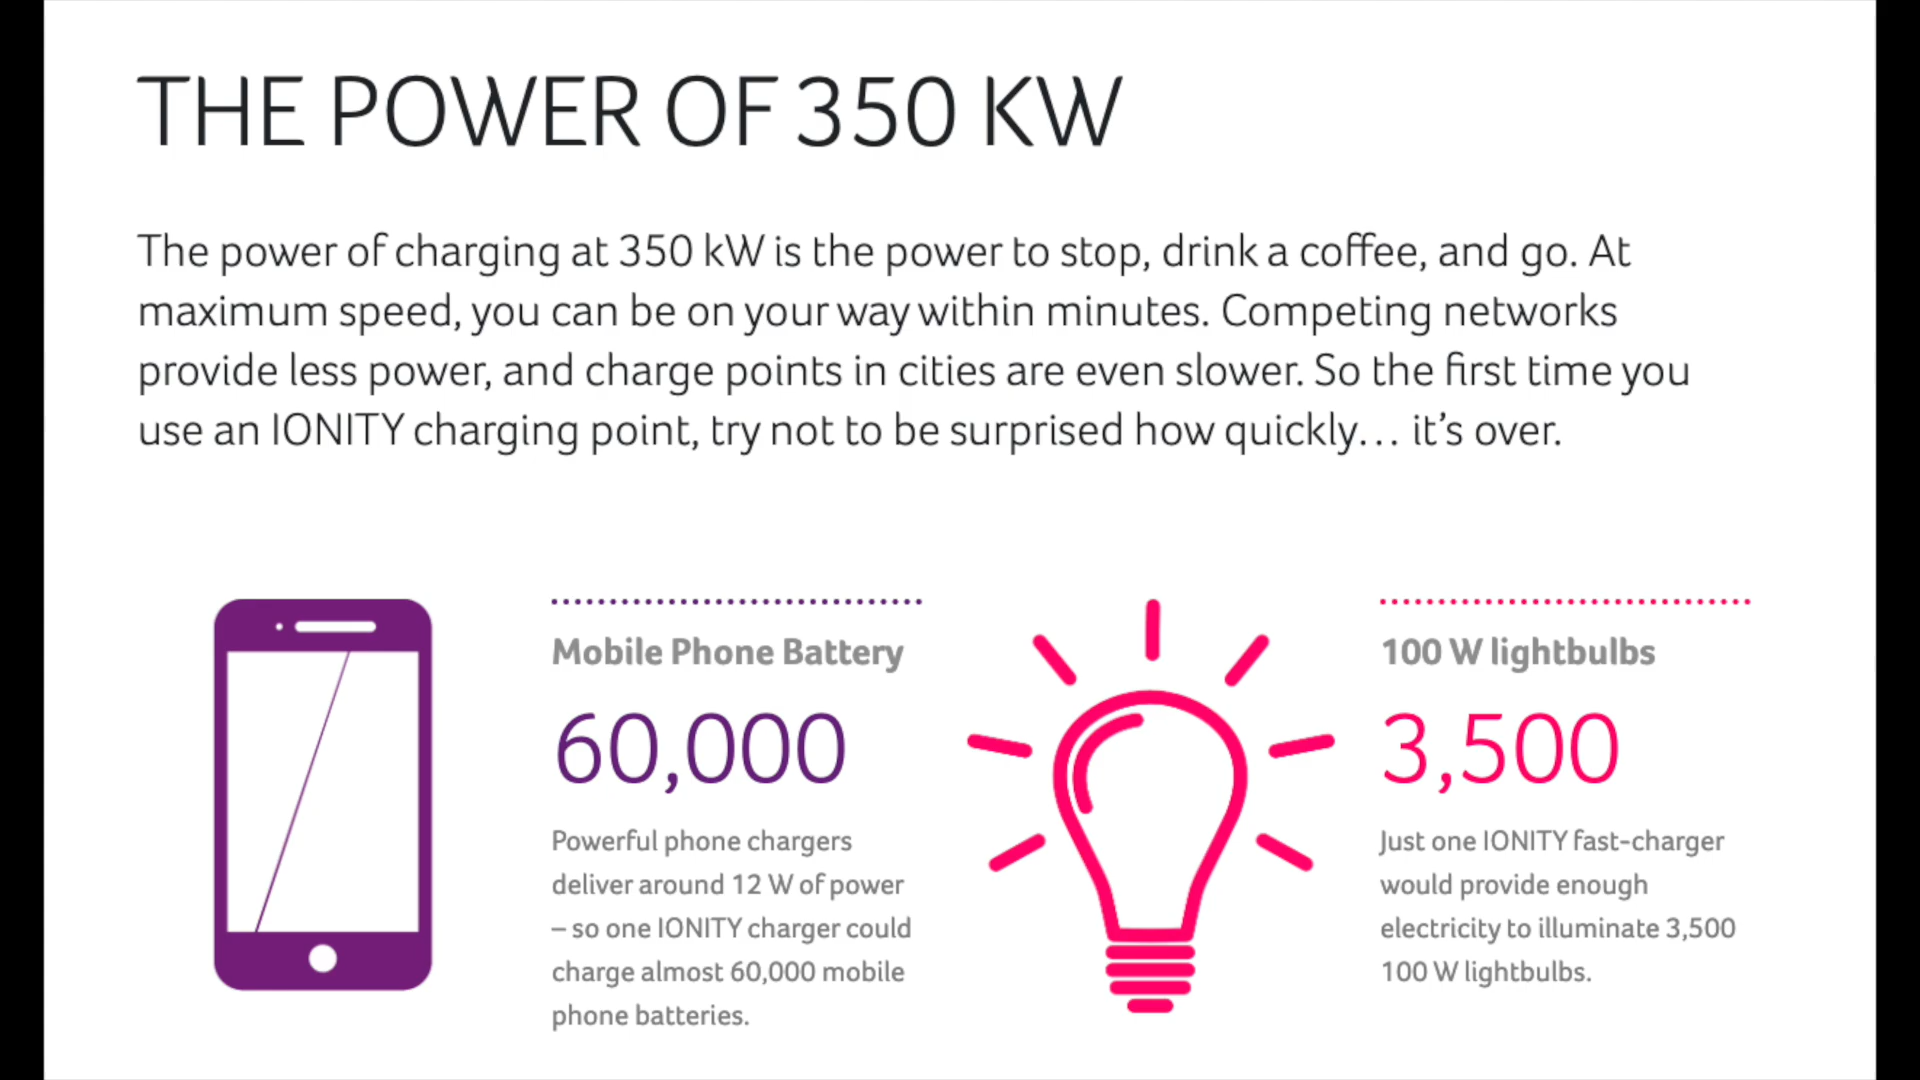 THE POWER OF 350 KW
The power of charging at 350 kW is the power to stop, drink a coffee, and go. At
maximum speed, you can be on your way within minutes. Competing networks
provide less power, and charge points in cities are even slower. So the first time you
use an IONITY charging point, try not to be surprised how quickly… it’s over.
Mobile Phone Battery
60,000
Powerful phone chargers
deliver around 12 W of power
– so one IONITY charger could
charge almost 60,000 mobile
phone batteries.
100 W lightbulbs
3,500
Just one IONITY fast-charger
would provide enough
electricity to illuminate 3,500
100 W lightbulbs.